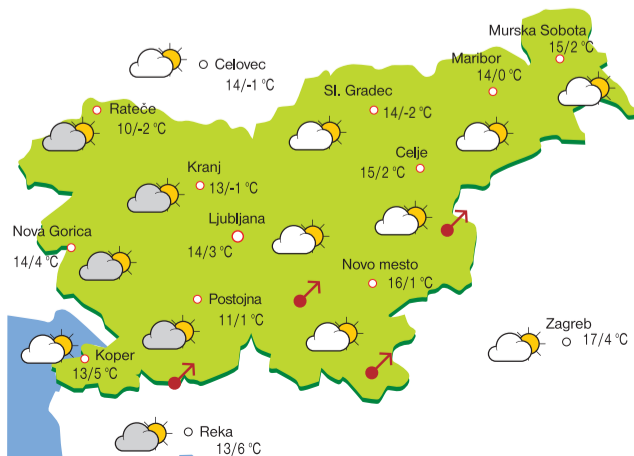 Murska Sobota
15/2 °C
Maribor
14/0 °C
Celovec
14/-1 °C
Sl. Gradec
14/-2 °C
Rateče
10/-2 °C
Celje
15/2 °C
Kranj
13/-1 °C
Ljubljana
14/3 °C
Nova Gorica
14/4 °C
Novo mesto
16/1 °C
Postojna
11/1 °C
Zagreb
17/4 °C
Koper
13/5 °C
Reka
13/6 °C